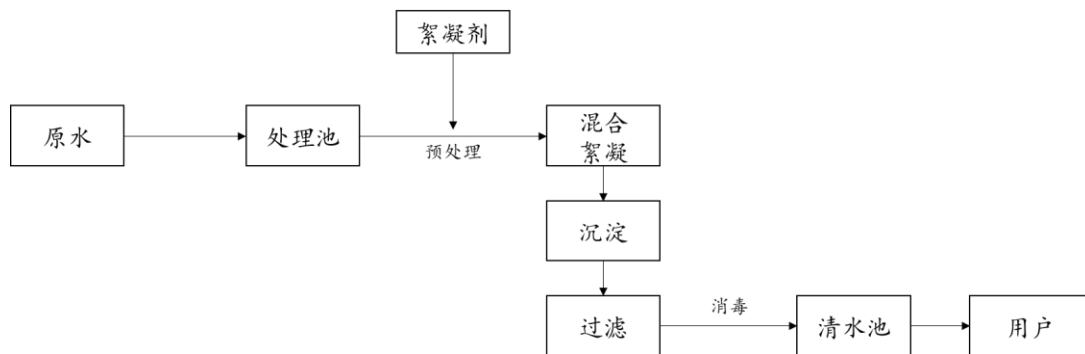 絮凝剂
原水
处理池
预处理
混合
絮凝
沉淀
过滤
消毒
清水池
用户